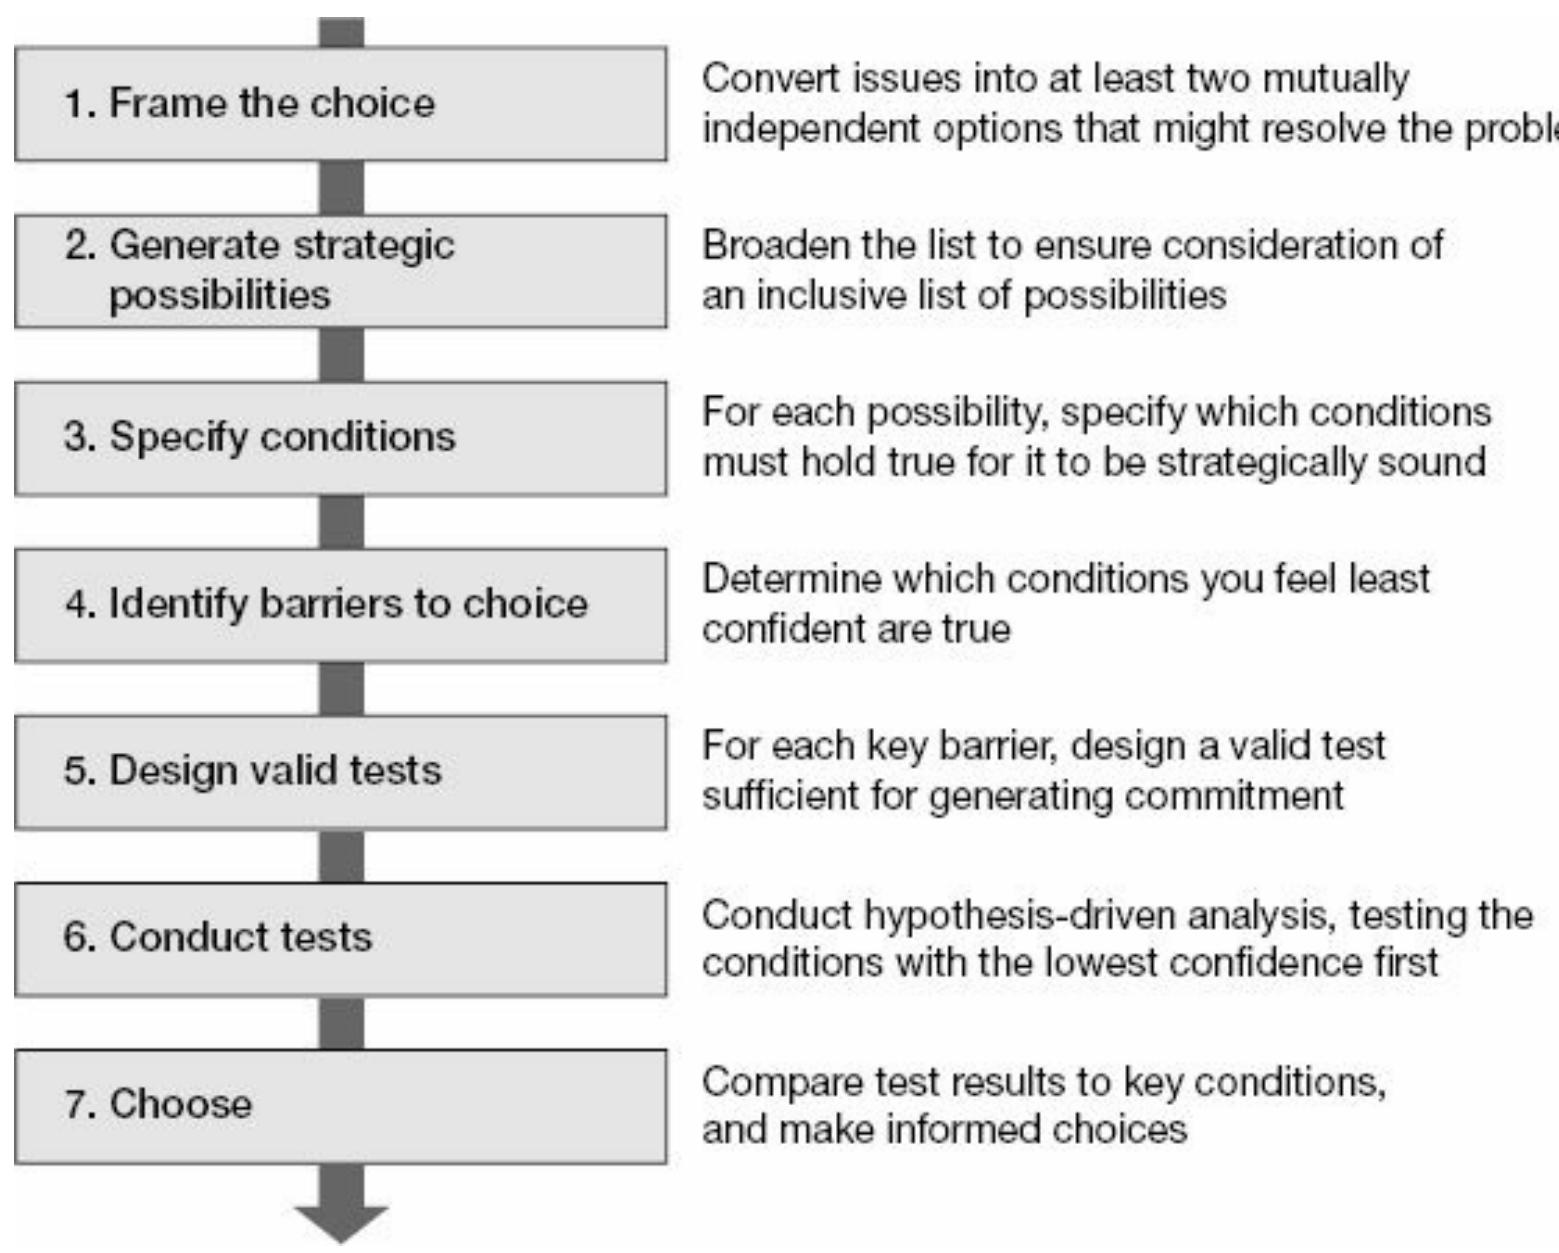 1. Frame the choice
Convert issues into at least two mutually
independent options that might resolve the
2. Generate strategic
possibilities
Broaden the list to ensure consideration of
an inclusive list of possibilities
3. Specify conditions
For each possibility, specify which conditions
must hold true for it to be strategically sound
4. Identify barriers to choice
Determine which conditions you feel least
confident are true
5. Design valid tests
For each key barrier, design a valid test
sufficient for generating commitment
6. Conduct tests
Conduct hypothesis-driven analysis, testing the
conditions with the lowest confidence first
7. Choose
Compare test results to key conditions,
and make informed choices